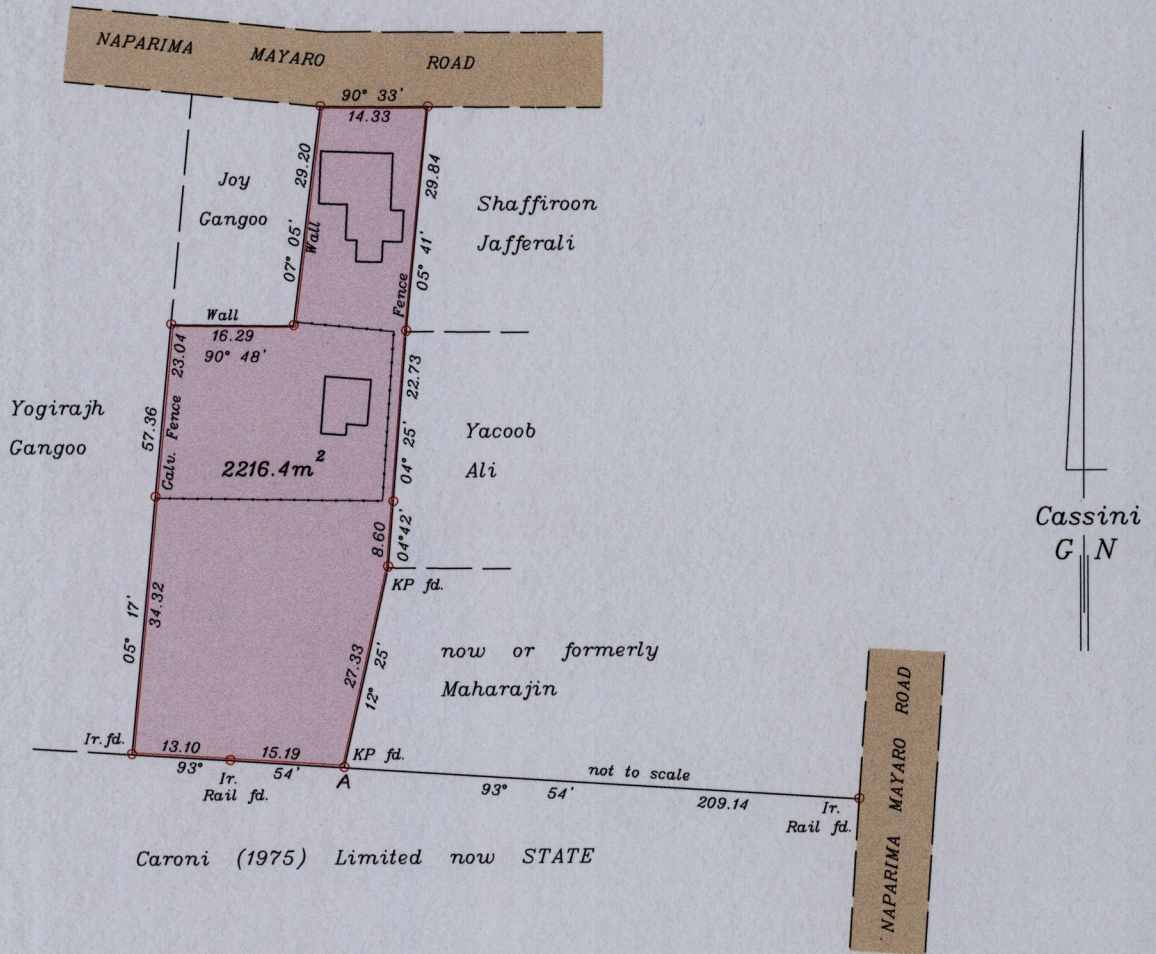 NAPARIMA MAYARO ROAD
90° 33'
14.33
29.20
07° 05'
Wall
Joy
Gangoo
29.84
05° 41'
Fence
Shaffiroon
Jafferali
Wall
16.29
90° 48'
23.04
57.36
Galv. Fence
Yogirajh
Gangoo
2216.4m²
22.73
04° 25'
Yacoob
Ali
8.60
04°42'
KP fd.
Cassini
G N
05° 17'
34.32
27.33
12° 25'
now or formerly
Maharajin
Ir.fd.
13.10
15.19
93° 54'
Ir.
Rail fd.
KP fd.
A
not to scale
93° 54'
209.14
Ir.
Rail fd.
NAPARIMA MAYARO ROAD
Caroni (1975) Limited now STATE